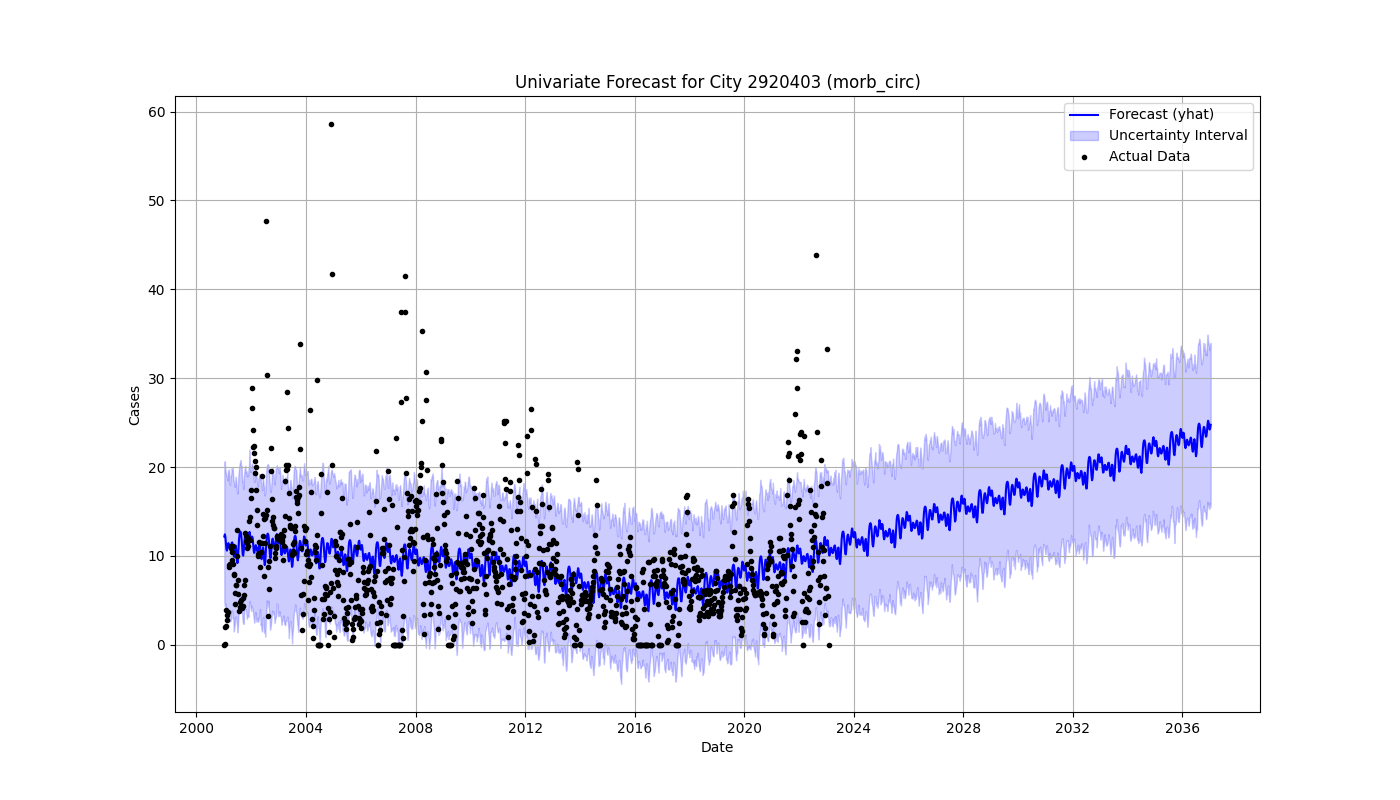 Univariate Forecast for City 2920403 (morb_circ)
Forecast (yhat)
Uncertainty Interval
Actual Data
Cases
60
50
40
30
20
10
0
2000 2004 2008 2012 2016 2020 2024 2028 2032 2036
Date